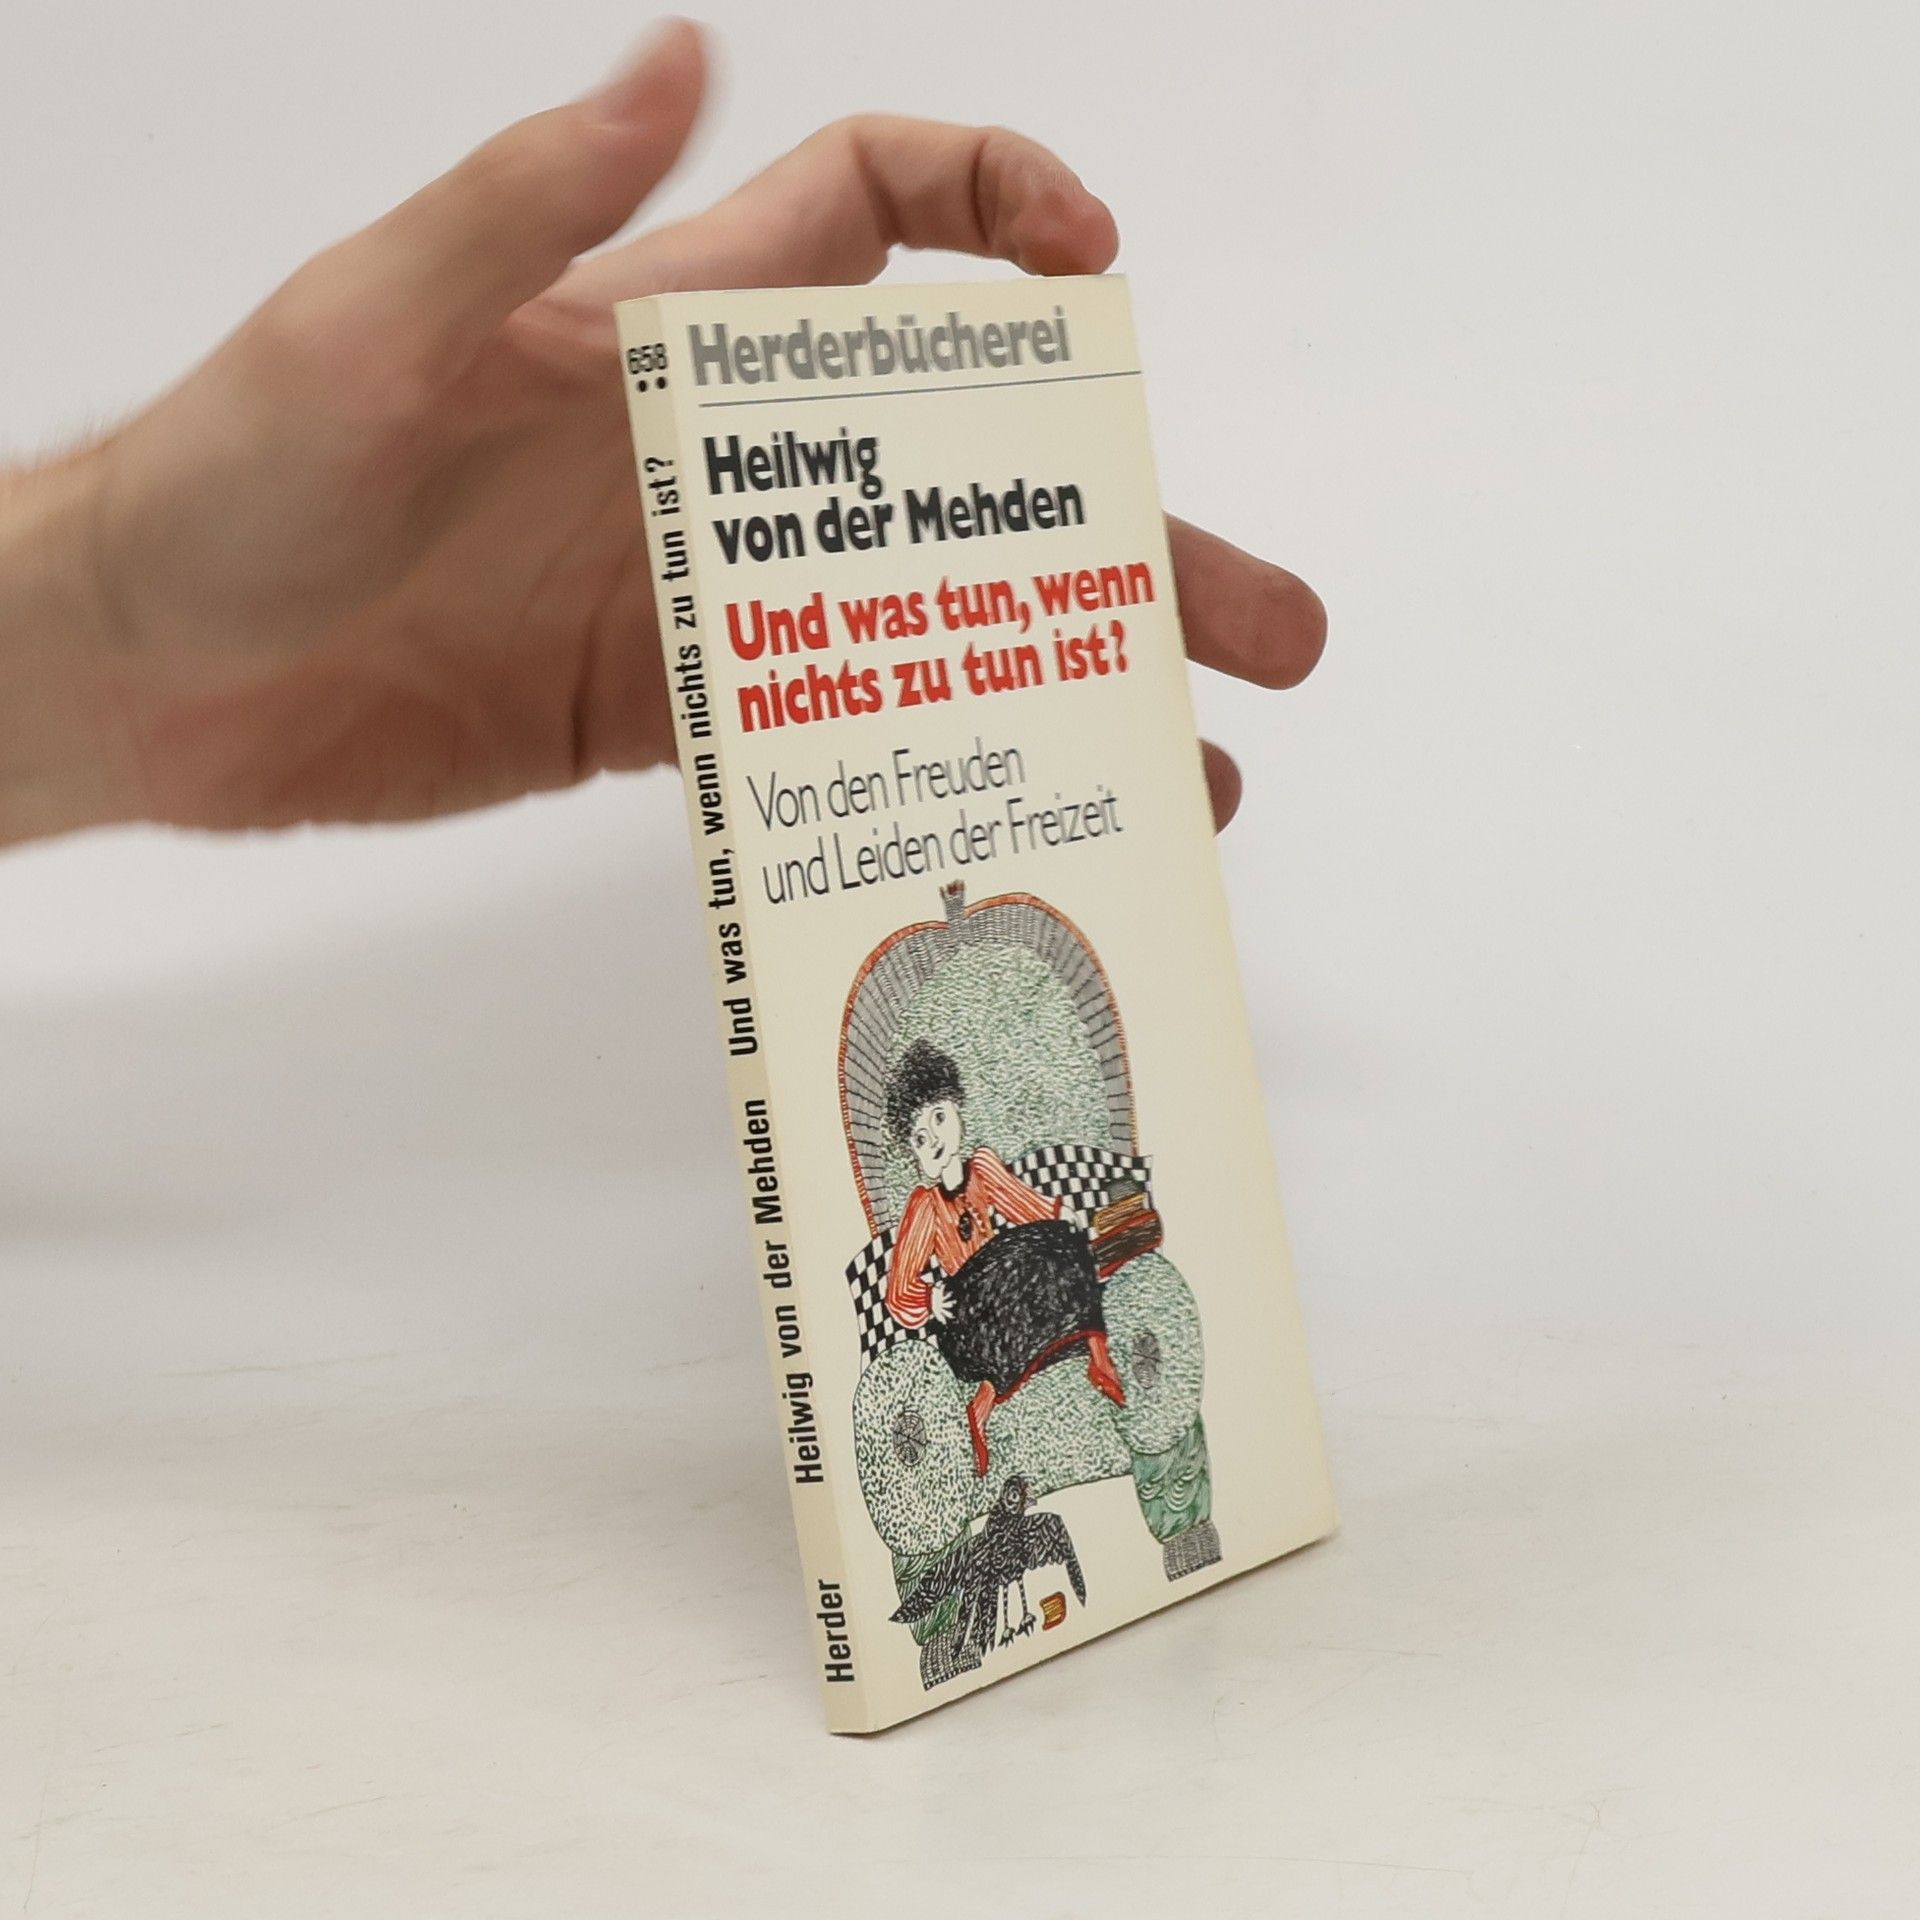 Herderbücherei
Heilwig
von der Mehden
Und was tun, wenn
nichts zu tun ist?
Von den Freuden
und Leiden der Freizeit
658
Herder Heilwig von der Mehden Und was tun, wenn nichts zu tun ist?